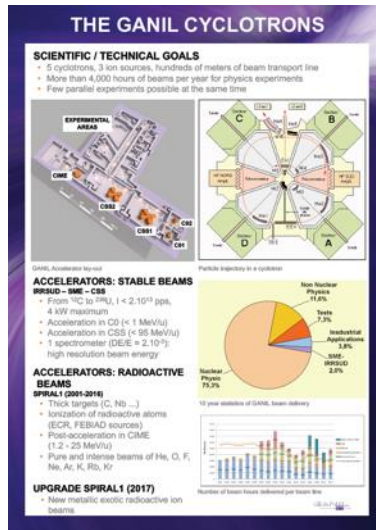 THE GANIL CYCLOTRONS
SCIENTIFIC / TECHNICAL GOALS
• 5 cyclotrons, 3 ion sources, hundreds of meters of beam transport line
• More than 4,000 hours of beams per year for physics experiments
• Few parallel experiments possible at the same time
EXPERIMENTAL
AREAS
CIME
CSS2
CSS1
C02
C01
GANIL Accelerator lay-out
C
B
D
A
Particle trajectory in a cyclotron
ACCELERATORS: STABLE BEAMS
IRRSUD – SME – CSS
• From ¹²C to ²³⁸U, I < 2.10¹³ pps,
4 kW maximum
• Acceleration in C0 (< 1 MeV/u)
• Acceleration in CSS (< 95 MeV/u)
• 1 spectrometer (DE/E = 2.10⁻³):
high resolution beam energy
ACCELERATORS: RADIOACTIVE
BEAMS
SPIRAL1 (2001-2016)
• Thick targets (C, Nb ...)
• Ionization of radioactive atoms
(ECR, FEBIAD sources)
• Post-acceleration in CIME
(1.2 - 25 MeV/u)
• Pure and intense beams of He, O, F,
Ne, Ar, K, Rb, Kr
UPGRADE SPIRAL1 (2017)
• New metallic exotic radioactive ion
beams
Non Nuclear
Physics
11,6%
Tests
7,3%
Industrial
Applications
3,8%
SME-
IRRSUD
2,0%
Nuclear
Physic
75,3%
10 year statistics of GANIL beam delivery
Number of beam hours delivered per beam line